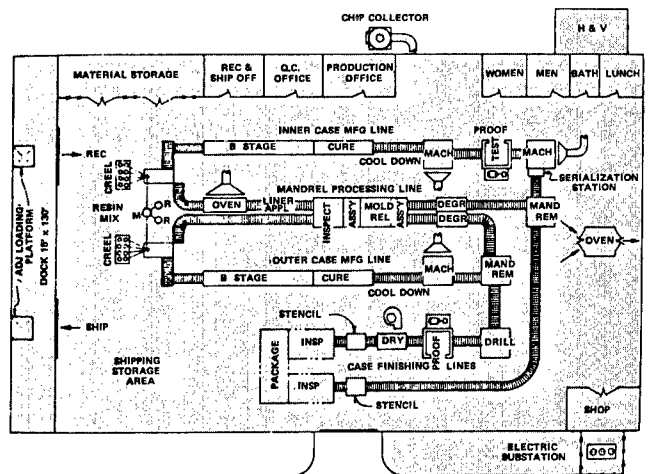 CHIP COLLECTOR
H & V
MATERIAL STORAGE
REC &
SHIP OFF
Q.C.
OFFICE
PRODUCTION
OFFICE
WOMEN
MEN
BATH
LUNCH
INNER CASE MFG LINE
PROOF
TEST
REC
B STAGE
CURE
COOL DOWN
MACH
MACH
SERIALIZATION
STATION
CREEL
MANDREL PROCESSING LINE
ADJ LOADING
PLATFORM
DOCK 15' x 130'
RESIN
MIX
R
M
R
OVEN
LINER
APPL
INSPECT
ASS'Y
MOLD
REL
ASS'Y
DEGR
DEGR
MAND
REM
OVEN
CREEL
OUTER CASE MFG LINE
B STAGE
CURE
COOL DOWN
MACH
MAND
REM
SHIP
STENCIL
PACKAGE
INSP
DRY
PROOF
DRILL
SHIPPING
STORAGE
AREA
CASE FINISHING LINES
INSP
STENCIL
SHOP
ELECTRIC
SUBSTATION